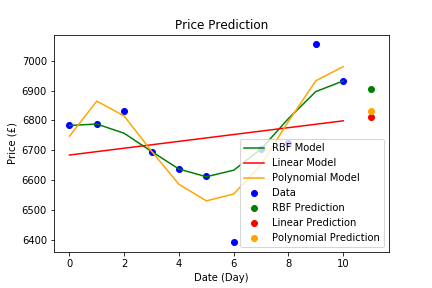 Price Prediction
Price (£)
7000
6900
6800
6700
6600
6500
6400
RBF Model
Linear Model
Polynomial Model
Data
RBF Prediction
Linear Prediction
Polynomial Prediction
0 2 4 6 8 10
Date (Day)